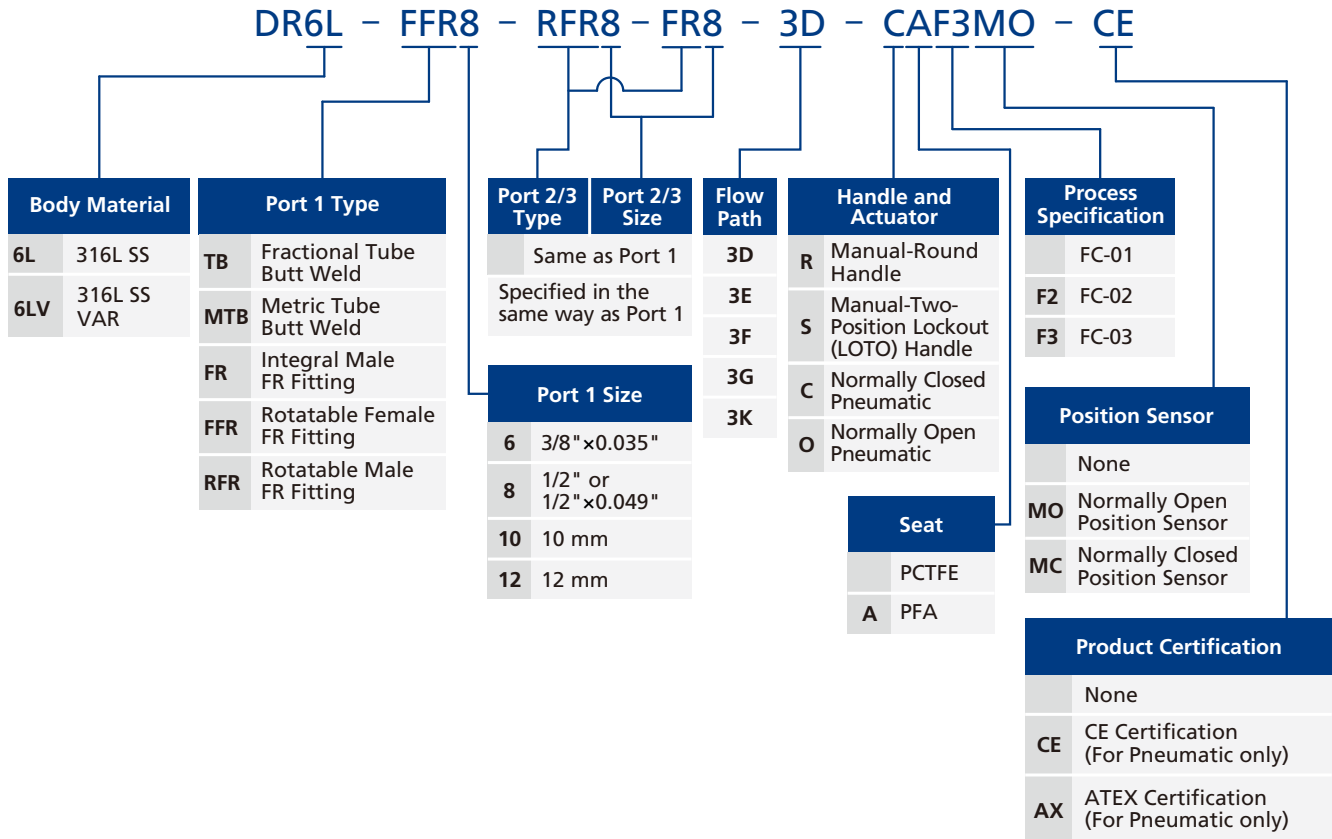 DR6L – FFR8 – RFR8 – FR8 – 3D – CAF3MO – CE
Body Material
6L 316L SS
6LV 316L SS
VAR
Port 1 Type
TB Fractional Tube
Butt Weld
MTB Metric Tube
Butt Weld
FR Integral Male
FR Fitting
FFR Rotatable Female
FR Fitting
RFR Rotatable Male
FR Fitting
Port 2/3
Type
Port 2/3
Size
Same as Port 1
Specified in the
same way as Port 1
Port 1 Size
6 3/8"×0.035"
8 1/2" or
1/2"×0.049"
10 10 mm
12 12 mm
Flow
Path
3D
3E
3F
3G
3K
Handle and
Actuator
R Manual-Round
Handle
S Manual-Two-
Position Lockout
(LOTO) Handle
C Normally Closed
Pneumatic
O Normally Open
Pneumatic
Seat
PCTFE
A PFA
Process
Specification
FC-01
F2 FC-02
F3 FC-03
Position Sensor
None
MO Normally Open
Position Sensor
MC Normally Closed
Position Sensor
Product Certification
None
CE CE Certification
(For Pneumatic only)
AX ATEX Certification
(For Pneumatic only)